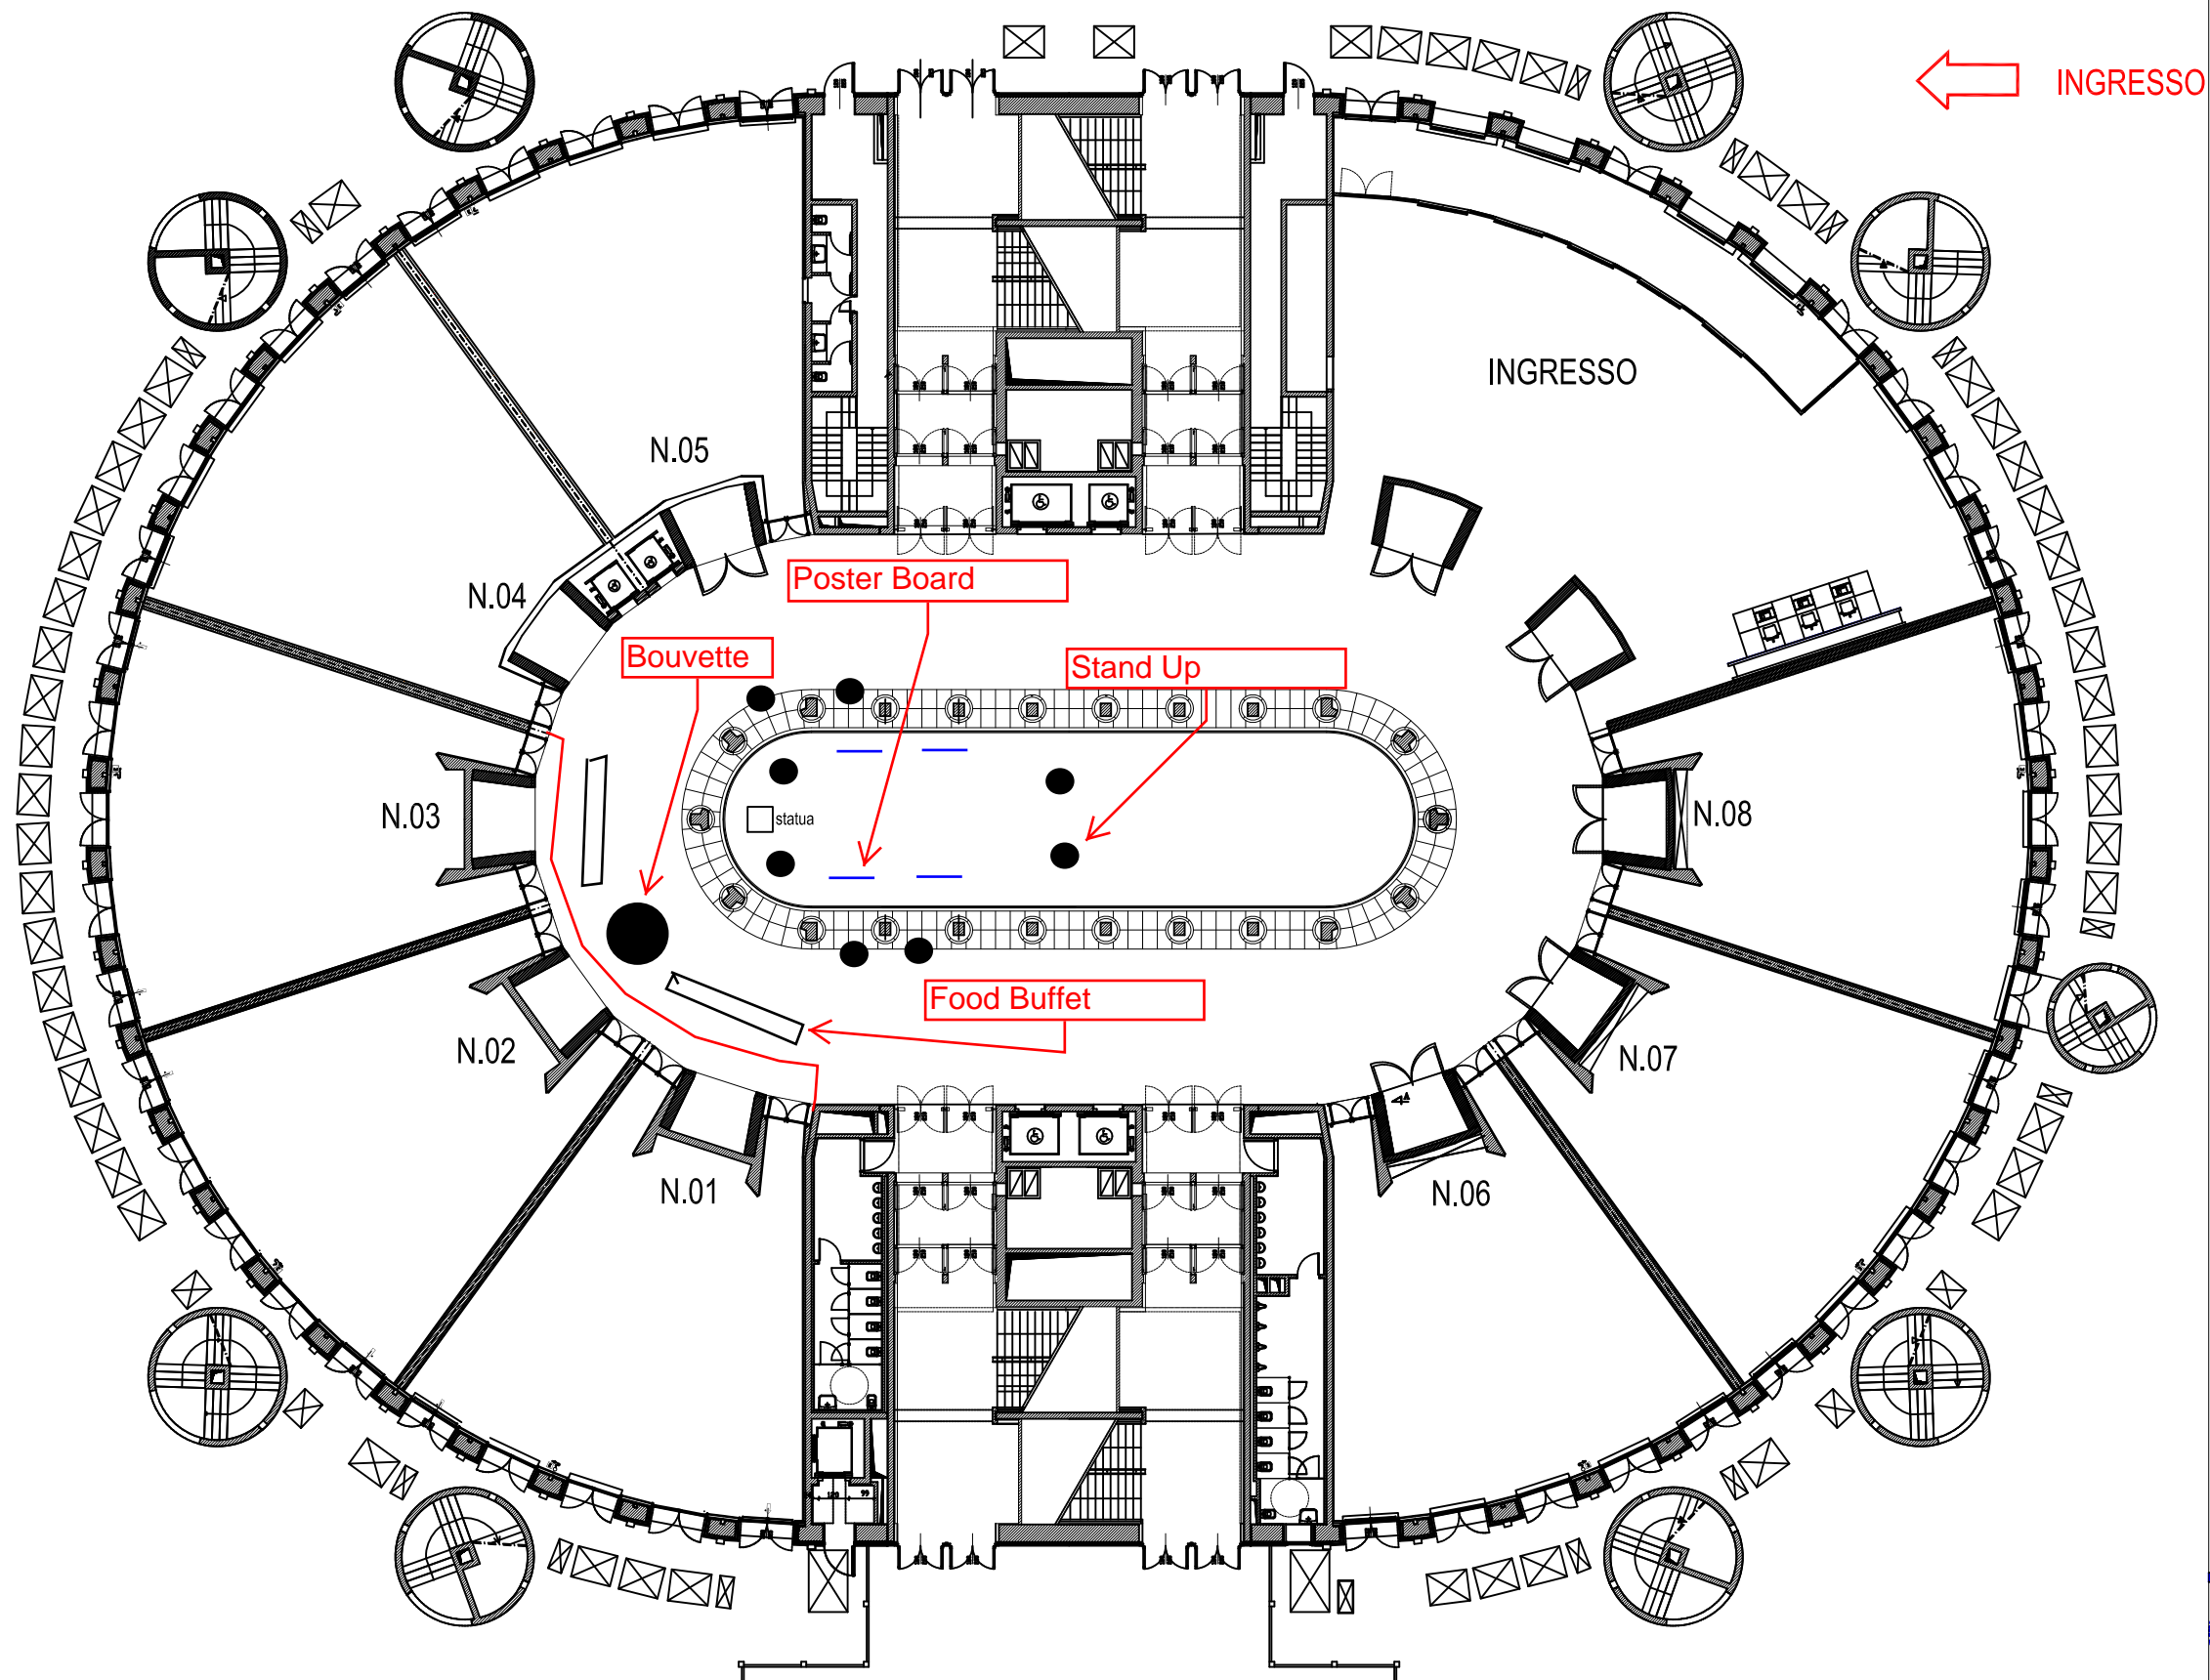 INGRESSO
INGRESSO
N.05
Poster Board
N.04
Bouvette
Stand Up
N.03
statua
N.08
Food Buffet
N.02
N.07
N.01
N.06